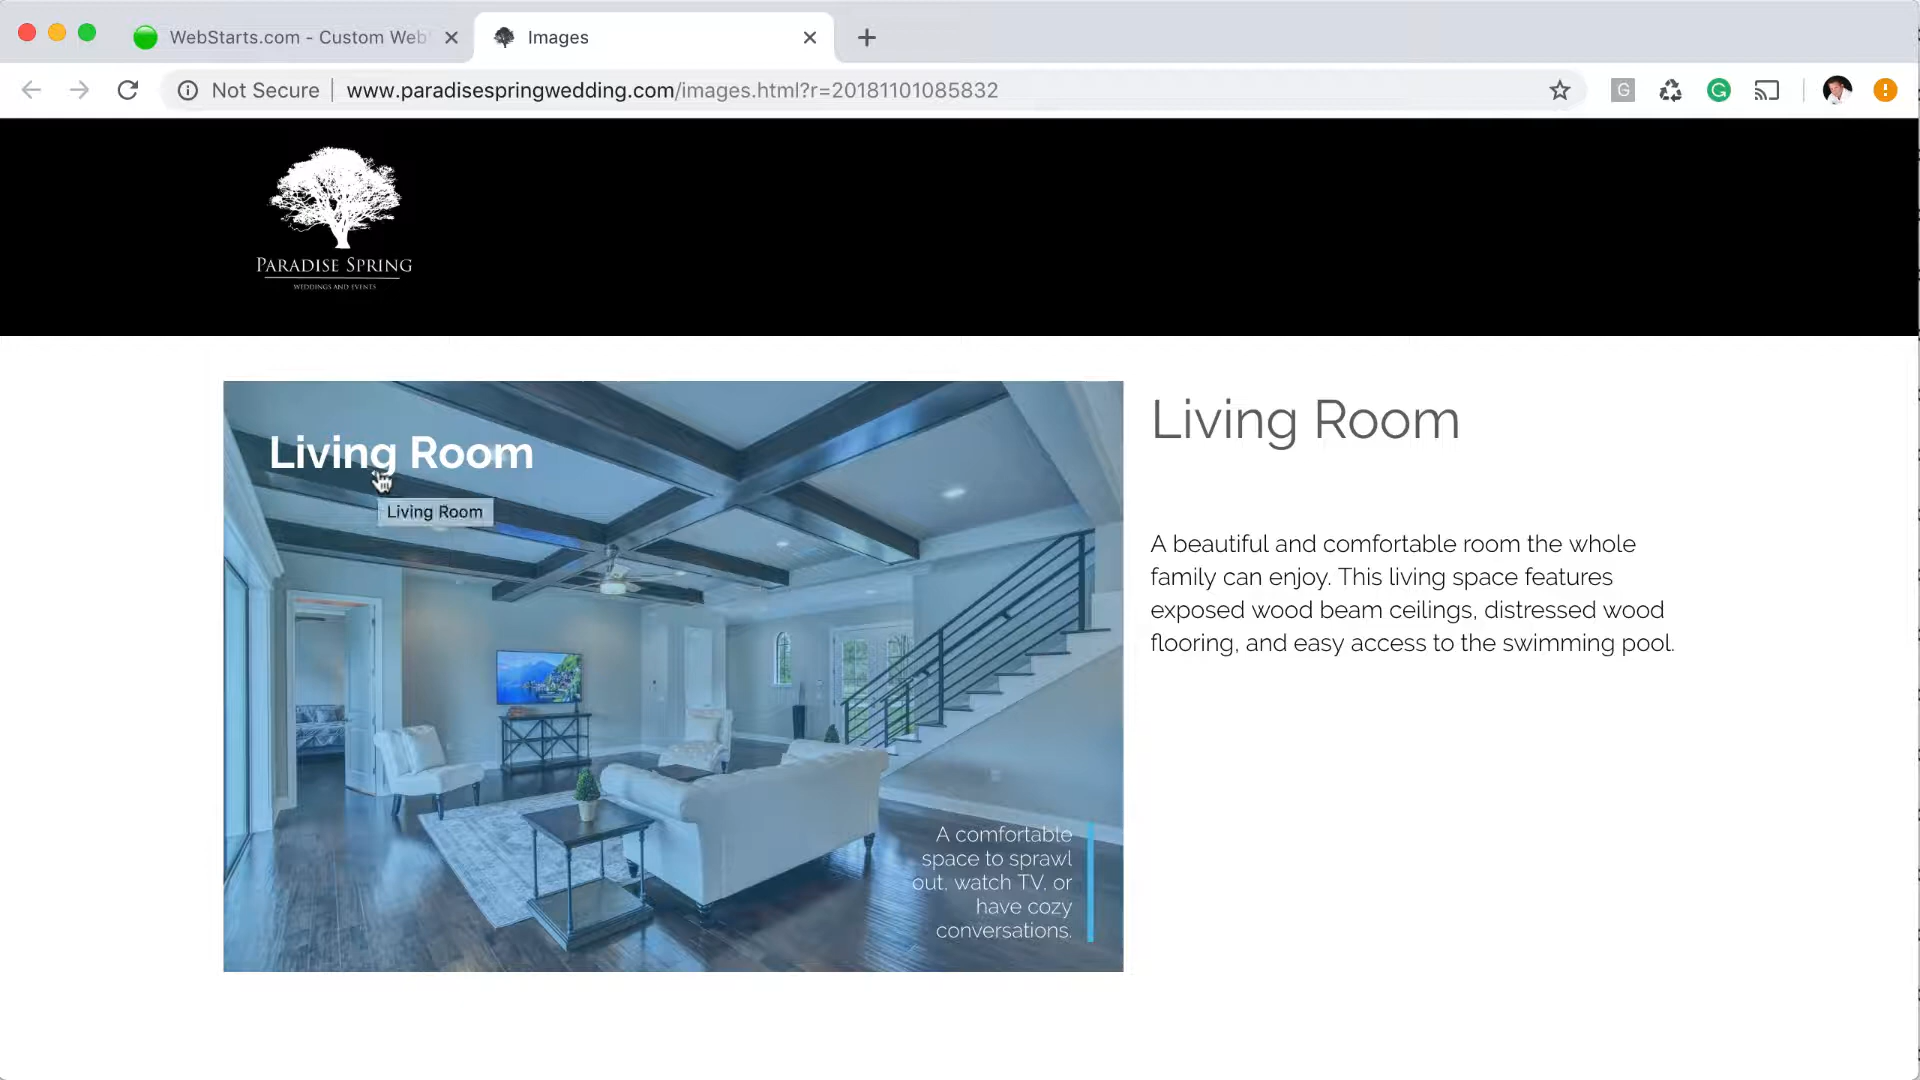 WebStarts.com - Custom Web
Images
Not Secure
www.paradisespringwedding.com/images.html?r=20181101085832
PARADISE SPRING
WEDDINGS AND EVENTS
Living Room
Living Room
A comfortable
space to sprawl
out, watch TV, or
have cozy
conversations.
Living Room
A beautiful and comfortable room the whole
family can enjoy. This living space features
exposed wood beam ceilings, distressed wood
flooring, and easy access to the swimming pool.